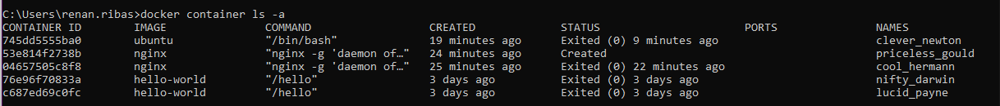 C:\Users\renan.ribas>docker container ls -a
CONTAINER ID IMAGE COMMAND CREATED STATUS PORTS NAMES
745dd5555ba0 ubuntu "/bin/bash" 19 minutes ago Exited (0) 9 minutes ago clever_newton
53e814f2738b nginx "nginx -g 'daemon of…" 24 minutes ago Created priceless_gould
04657505c8f8 nginx "nginx -g 'daemon of…" 25 minutes ago Exited (0) 22 minutes ago cool_hermann
76e96f70833a hello-world "/hello" 3 days ago Exited (0) 3 days ago nifty_darwin
c687ed69c0fc hello-world "/hello" 3 days ago Exited (0) 3 days ago lucid_payne